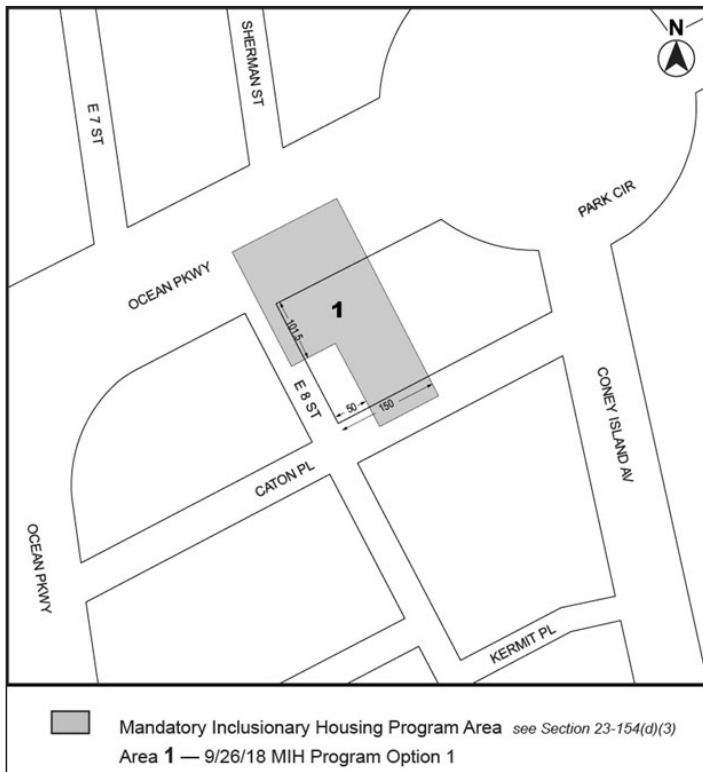 N
SHERMAN ST
E 7 ST
PARK CIR
OCEAN PKWY
1
101.5
E 8 ST
50
150
CONEY ISLAND AV
CATON PL
OCEAN PKWY
KERMIT PL
Mandatory Inclusionary Housing Program Area see Section 23-154(d)(3)
Area 1 — 9/26/18 MIH Program Option 1